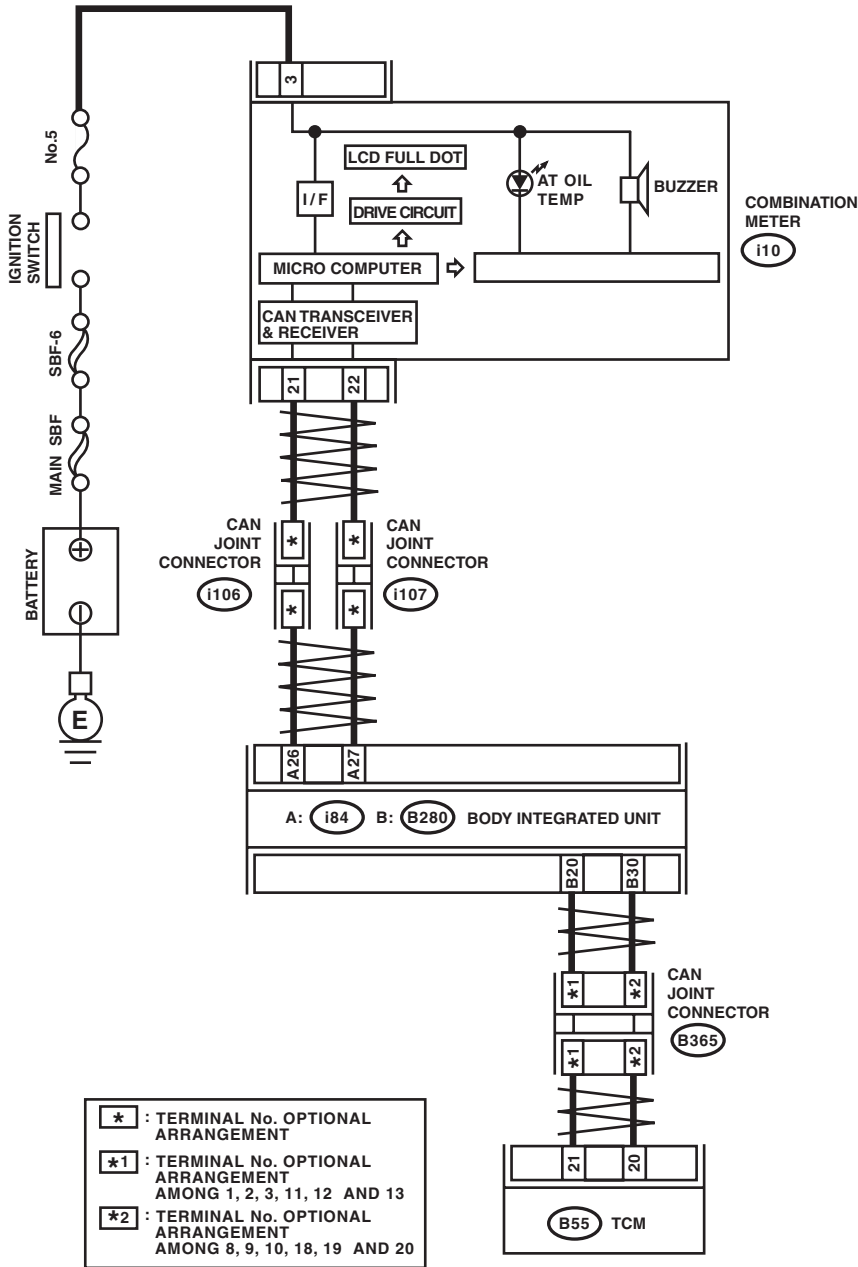 3
No.5
IGNITION
SWITCH
SBF-6
MAIN SBF
BATTERY
E
LCD FULL DOT
I/F
DRIVE CIRCUIT
AT OIL
TEMP
BUZZER
MICRO COMPUTER
CAN TRANSCEIVER
& RECEIVER
COMBINATION
METER
i10
21
22
CAN
JOINT
CONNECTOR
i106
*
*
*
*
CAN
JOINT
CONNECTOR
i107
A26
A27
A: i84 B: B280 BODY INTEGRATED UNIT
B20
B30
*1
*2
*1
*2
CAN
JOINT
CONNECTOR
B365
21
20
B55 TCM
* : TERMINAL No. OPTIONAL
ARRANGEMENT
*1 : TERMINAL No. OPTIONAL
ARRANGEMENT
AMONG 1, 2, 3, 11, 12 AND 13
*2 : TERMINAL No. OPTIONAL
ARRANGEMENT
AMONG 8, 9, 10, 18, 19 AND 20